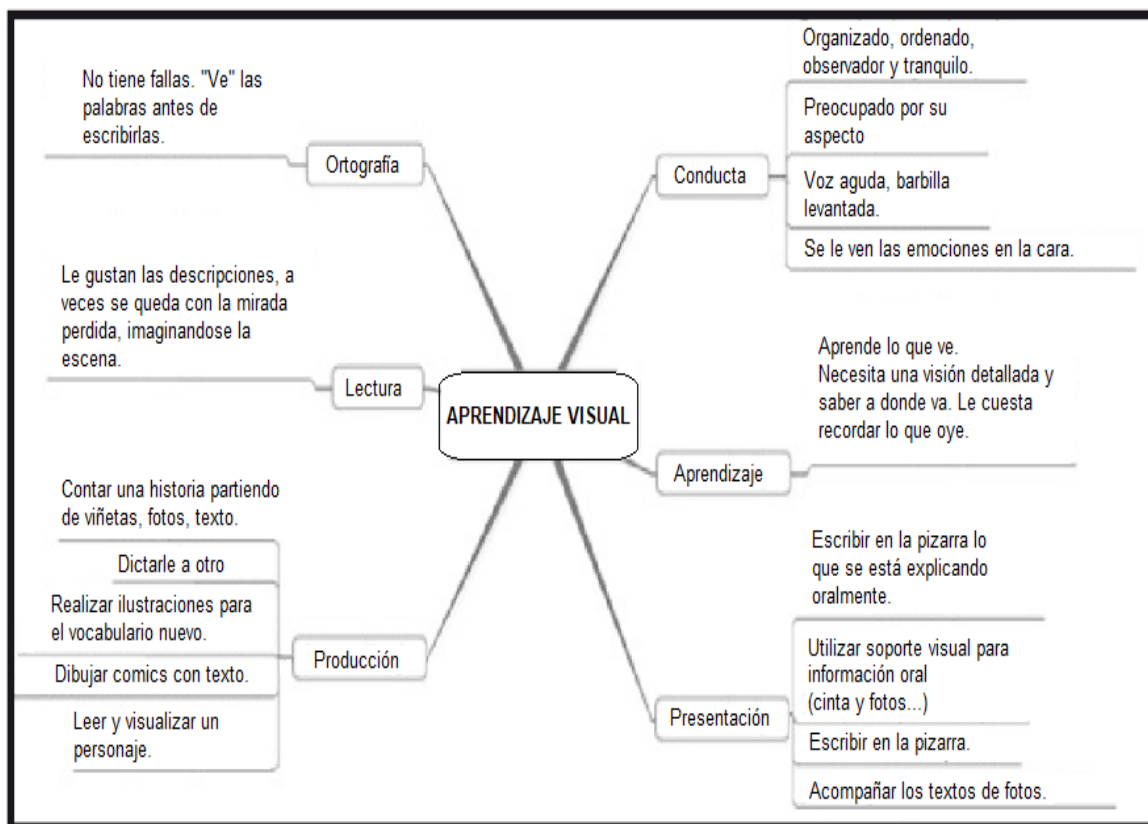 No tiene fallas. "Ve" las
palabras antes de
escribirlas.
Ortografía
Le gustan las descripciones, a
veces se queda con la mirada
perdida, imaginandose la
escena.
Lectura
Contar una historia partiendo
de viñetas, fotos, texto.
Dictarle a otro
Realizar ilustraciones para
el vocabulario nuevo.
Dibujar comics con texto.
Leer y visualizar un
personaje.
Producción
APRENDIZAJE VISUAL
Organizado, ordenado,
observador y tranquilo.
Preocupado por su
aspecto
Voz aguda, barbilla
levantada.
Se le ven las emociones en la cara.
Conducta
Aprende lo que ve.
Necesita una visión detallada y
saber a donde va. Le cuesta
recordar lo que oye.
Aprendizaje
Escribir en la pizarra lo
que se está explicando
oralmente.
Utilizar soporte visual para
información oral
(cinta y fotos...)
Escribir en la pizarra.
Acompañar los textos de fotos.
Presentación